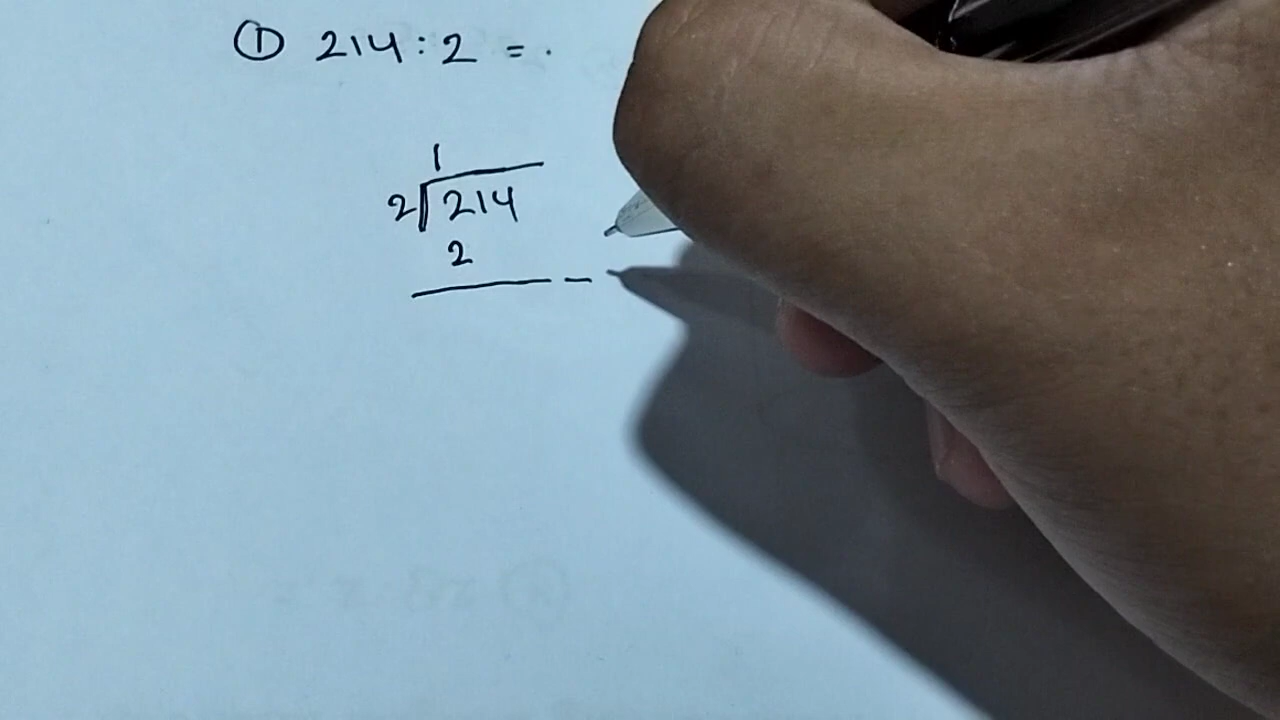 ① 214 : 2 = .
1
2 214
2
—